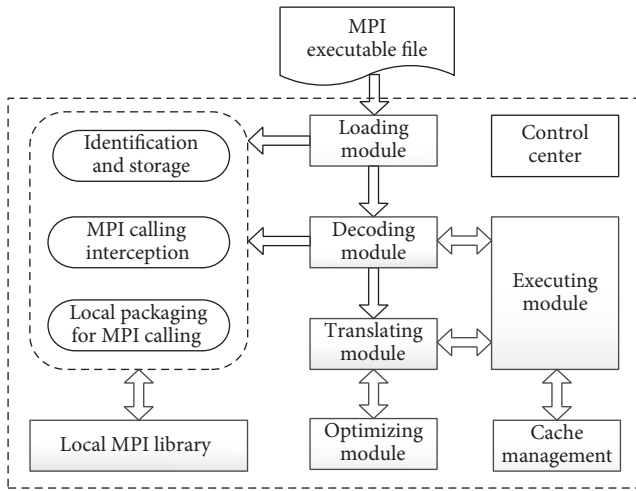 MPI
executable file
Identification
and storage
Loading
module
Control
center
MPI calling
interception
Decoding
module
Executing
module
Local packaging
for MPI calling
Translating
module
Local MPI library
Optimizing
module
Cache
management